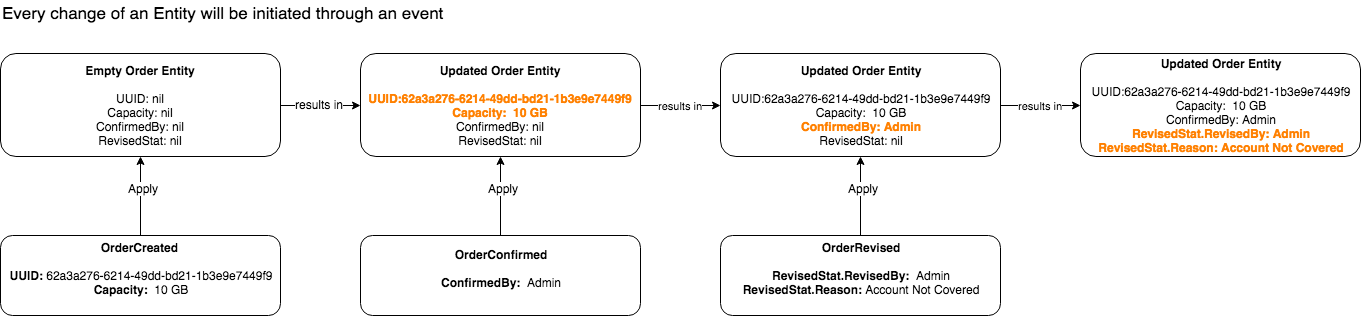 Every change of an Entity will be initiated through an event
Empty Order Entity
UUID: nil
Capacity: nil
ConfirmedBy: nil
RevisedStat: nil
results in
Updated Order Entity
UUID:62a3a276-6214-49dd-bd21-1b3e9e7449f9
Capacity: 10 GB
ConfirmedBy: nil
RevisedStat: nil
results in
Updated Order Entity
UUID:62a3a276-6214-49dd-bd21-1b3e9e7449f9
Capacity: 10 GB
ConfirmedBy: Admin
RevisedStat: nil
results in
Updated Order Entity
UUID:62a3a276-6214-49dd-bd21-1b3e9e7449f9
Capacity: 10 GB
ConfirmedBy: Admin
RevisedStat.RevisedBy: Admin
RevisedStat.Reason: Account Not Covered
Apply
Apply
Apply
OrderCreated
UUID: 62a3a276-6214-49dd-bd21-1b3e9e7449f9
Capacity: 10 GB
OrderConfirmed
ConfirmedBy: Admin
OrderRevised
RevisedStat.RevisedBy: Admin
RevisedStat.Reason: Account Not Covered